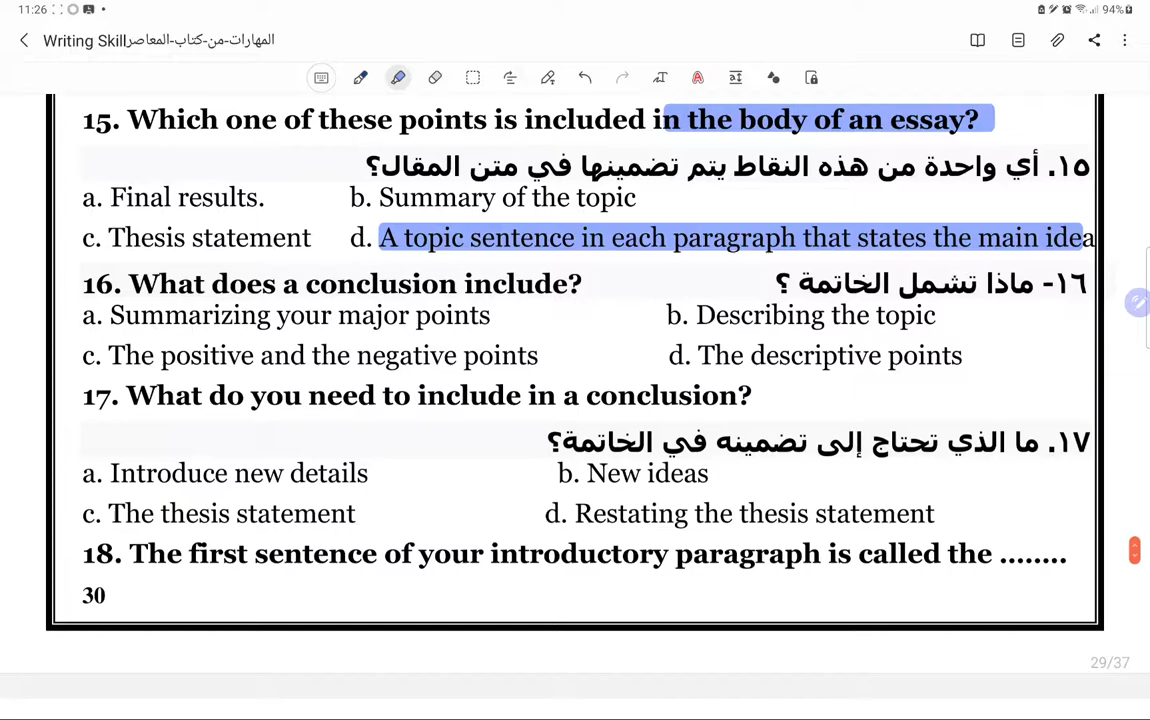 11:26 94%
Writing Skillالمهارات-من-كتاب-المعاصر
15. Which one of these points is included in the body of an essay?
١٥. أي واحدة من هذه النقاط يتم تضمينها في متن المقال؟
a. Final results. b. Summary of the topic
c. Thesis statement d. A topic sentence in each paragraph that states the main idea
16. What does a conclusion include? ١٦- ماذا تشمل الخاتمة ؟
a. Summarizing your major points b. Describing the topic
c. The positive and the negative points d. The descriptive points
17. What do you need to include in a conclusion?
١٧. ما الذي تحتاج إلى تضمينه في الخاتمة؟
a. Introduce new details b. New ideas
c. The thesis statement d. Restating the thesis statement
18. The first sentence of your introductory paragraph is called the ........
30
29/37